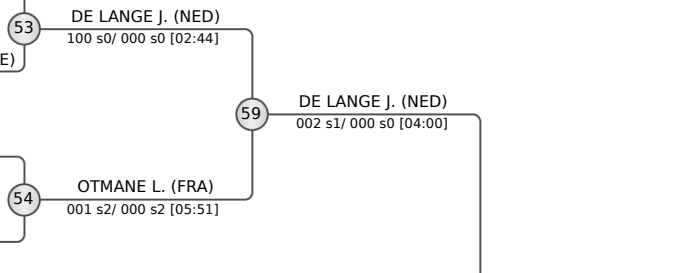 DE LANGE J. (NED)
53
100 s0/ 000 s0 [02:44]
E)
DE LANGE J. (NED)
59
002 s1/ 000 s0 [04:00]
OTMANE L. (FRA)
54
001 s2/ 000 s2 [05:51]